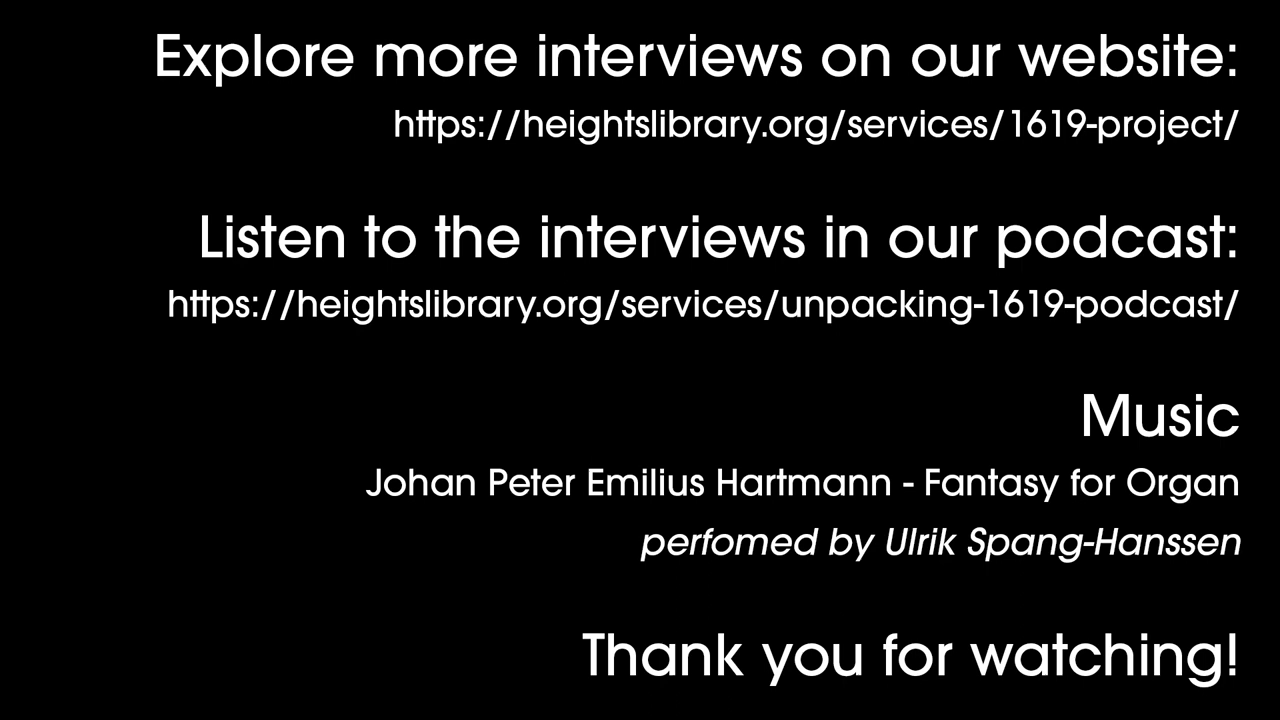 Explore more interviews on our website:
https://heightslibrary.org/services/1619-project/
Listen to the interviews in our podcast:
https://heightslibrary.org/services/unpacking-1619-podcast/
Music
Johan Peter Emilius Hartmann - Fantasy for Organ
perfomed by Ulrik Spang-Hanssen
Thank you for watching!